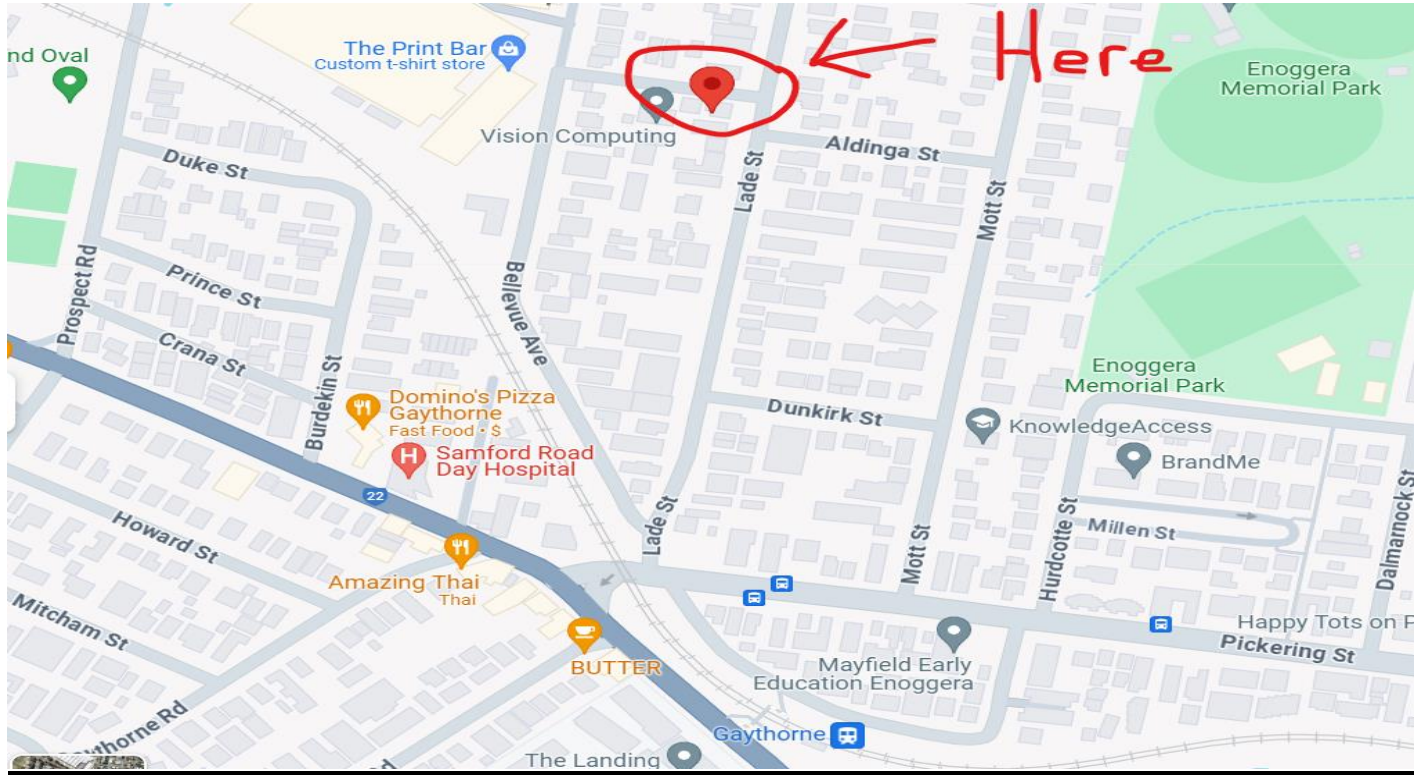 nd Oval
The Print Bar
Custom t-shirt store
Here
Enoggera
Memorial Park
Vision Computing
Aldinga St
Duke St
Lade St
Mott St
Prospect Rd
Prince St
Bellevue Ave
Crana St
Burdekin St
Domino's Pizza
Gaythorne
Fast Food • $
Samford Road
Day Hospital
Enoggera
Memorial Park
Dunkirk St
KnowledgeAccess
BrandMe
22
Howard St
Lade St
Mott St
Hurdcotte St
Millen St
Dalmarnock St
Amazing Thai
Thai
Mitcham St
BUTTER
Happy Tots on P
Pickering St
Mayfield Early
Education Enoggera
Gaythorne
The Landing
ythorne Rd
H